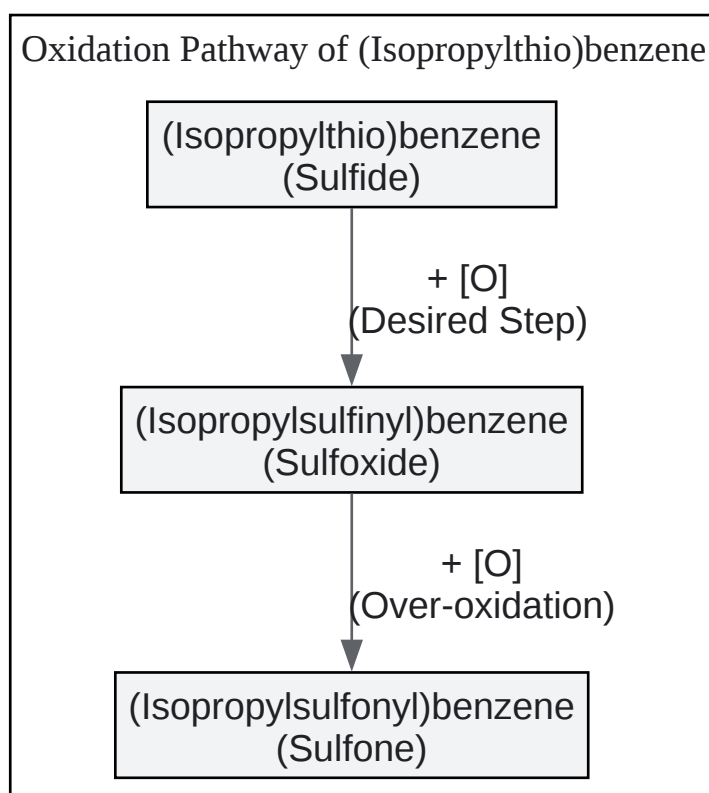 Oxidation Pathway of (Isopropylthio)benzene
(Isopropylthio)benzene
(Sulfide)
+ [O]
(Desired Step)
(Isopropylsulfinyl)benzene
(Sulfoxide)
+ [O]
(Over-oxidation)
(Isopropylsulfonyl)benzene
(Sulfone)